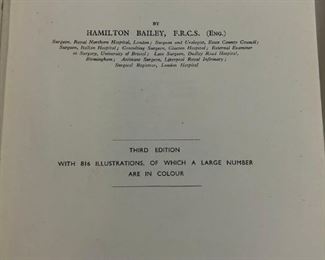 BY
HAMILTON BAILEY, F.R.C.S. (ENG.)
Surgeon, Royal Northern Hospital, London; Surgeon and Urologist, Essex County Council;
Surgeon, Italian Hospital; Consulting Surgeon, Clacton Hospital; External Examiner
in Surgery, University of Bristol; Late Surgeon, Dudley Road Hospital,
Birmingham; Assistant Surgeon, Liverpool Royal Infirmary;
Surgical Registrar, London Hospital
THIRD EDITION
WITH 816 ILLUSTRATIONS, OF WHICH A LARGE NUMBER
ARE IN COLOUR